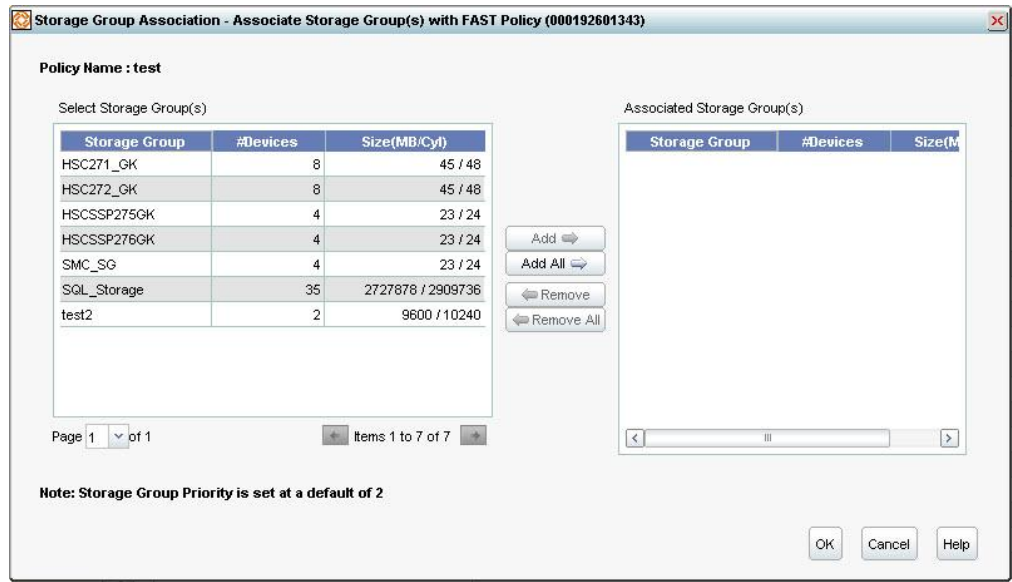 Storage Group Association - Associate Storage Group(s) with FAST Policy (000192601343)
Policy Name : test
Select Storage Group(s)
Storage Group #Devices Size(MB/Cyl)
HSC271_GK 8 45 / 48
HSC272_GK 8 45 / 48
HSCSSP275GK 4 23 / 24
HSCSSP276GK 4 23 / 24
SMC_SG 4 23 / 24
SQL_Storage 35 2727878 / 2909736
test2 2 9600 / 10240
Page 1 of 1
Items 1 to 7 of 7
Add
Add All
Remove
Remove All
Associated Storage Group(s)
Storage Group #Devices Size(M
Note: Storage Group Priority is set at a default of 2
OK Cancel Help